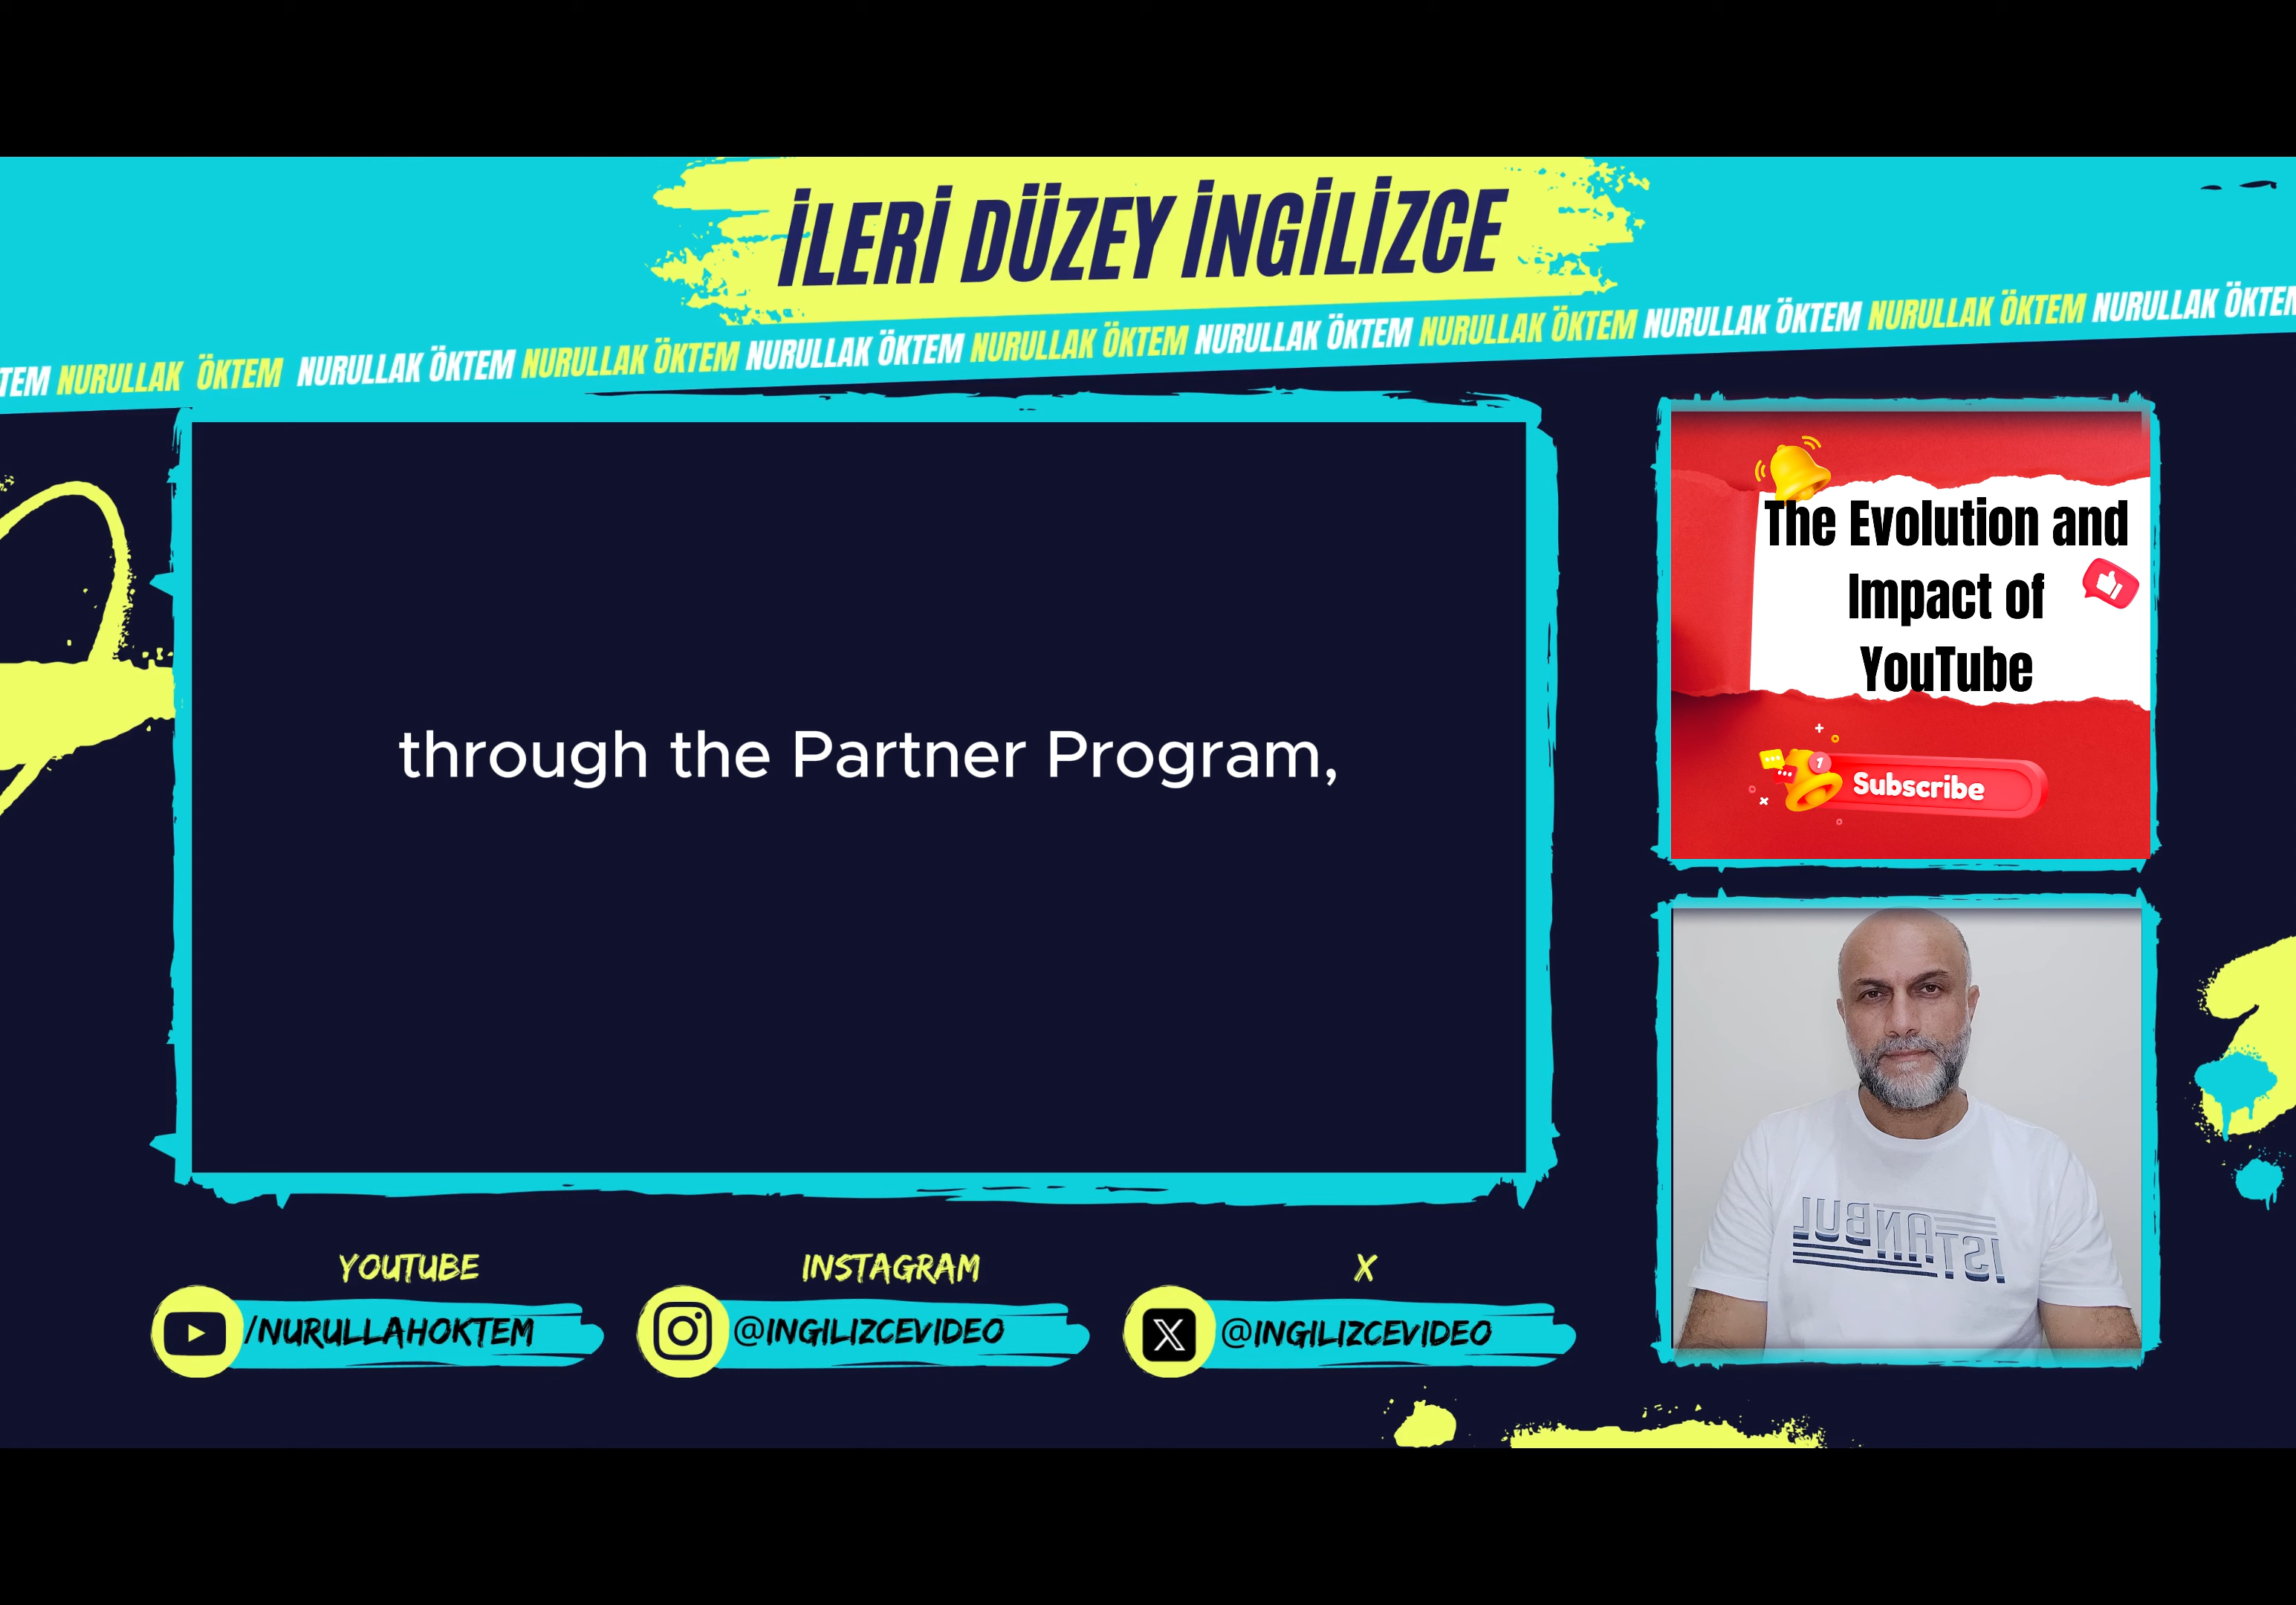 İLERİ DÜZEY İNGİLİZCE
TEM NURULLAK ÖKTEM NURULLAK ÖKTEM NURULLAK ÖKTEM NURULLAK ÖKTEM NURULLAK ÖKTEM NURULLAK ÖKTEM NURULLAK ÖKTEM NURULLAK ÖKTEM NURULLAK ÖKTEM NURULLAK ÖKTEM
through the Partner Program,
The Evolution and
Impact of
YouTube
1
Subscribe
ISTANBUL
YOUTUBE
/NURULLAHOKTEM
INSTAGRAM
@INGILIZCEVIDEO
X
@INGILIZCEVIDEO